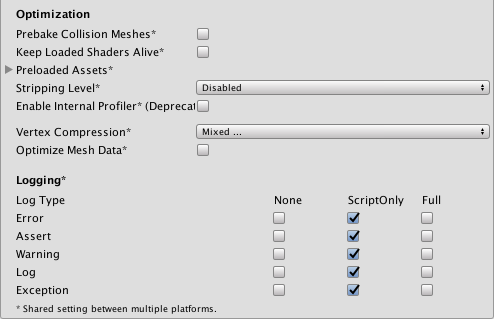 Optimization
Prebake Collision Meshes*
Keep Loaded Shaders Alive*
Preloaded Assets*
Stripping Level* Disabled
Enable Internal Profiler* (Deprecat
Vertex Compression* Mixed ...
Optimize Mesh Data*
Logging*
Log Type None ScriptOnly Full
Error
Assert
Warning
Log
Exception
* Shared setting between multiple platforms.